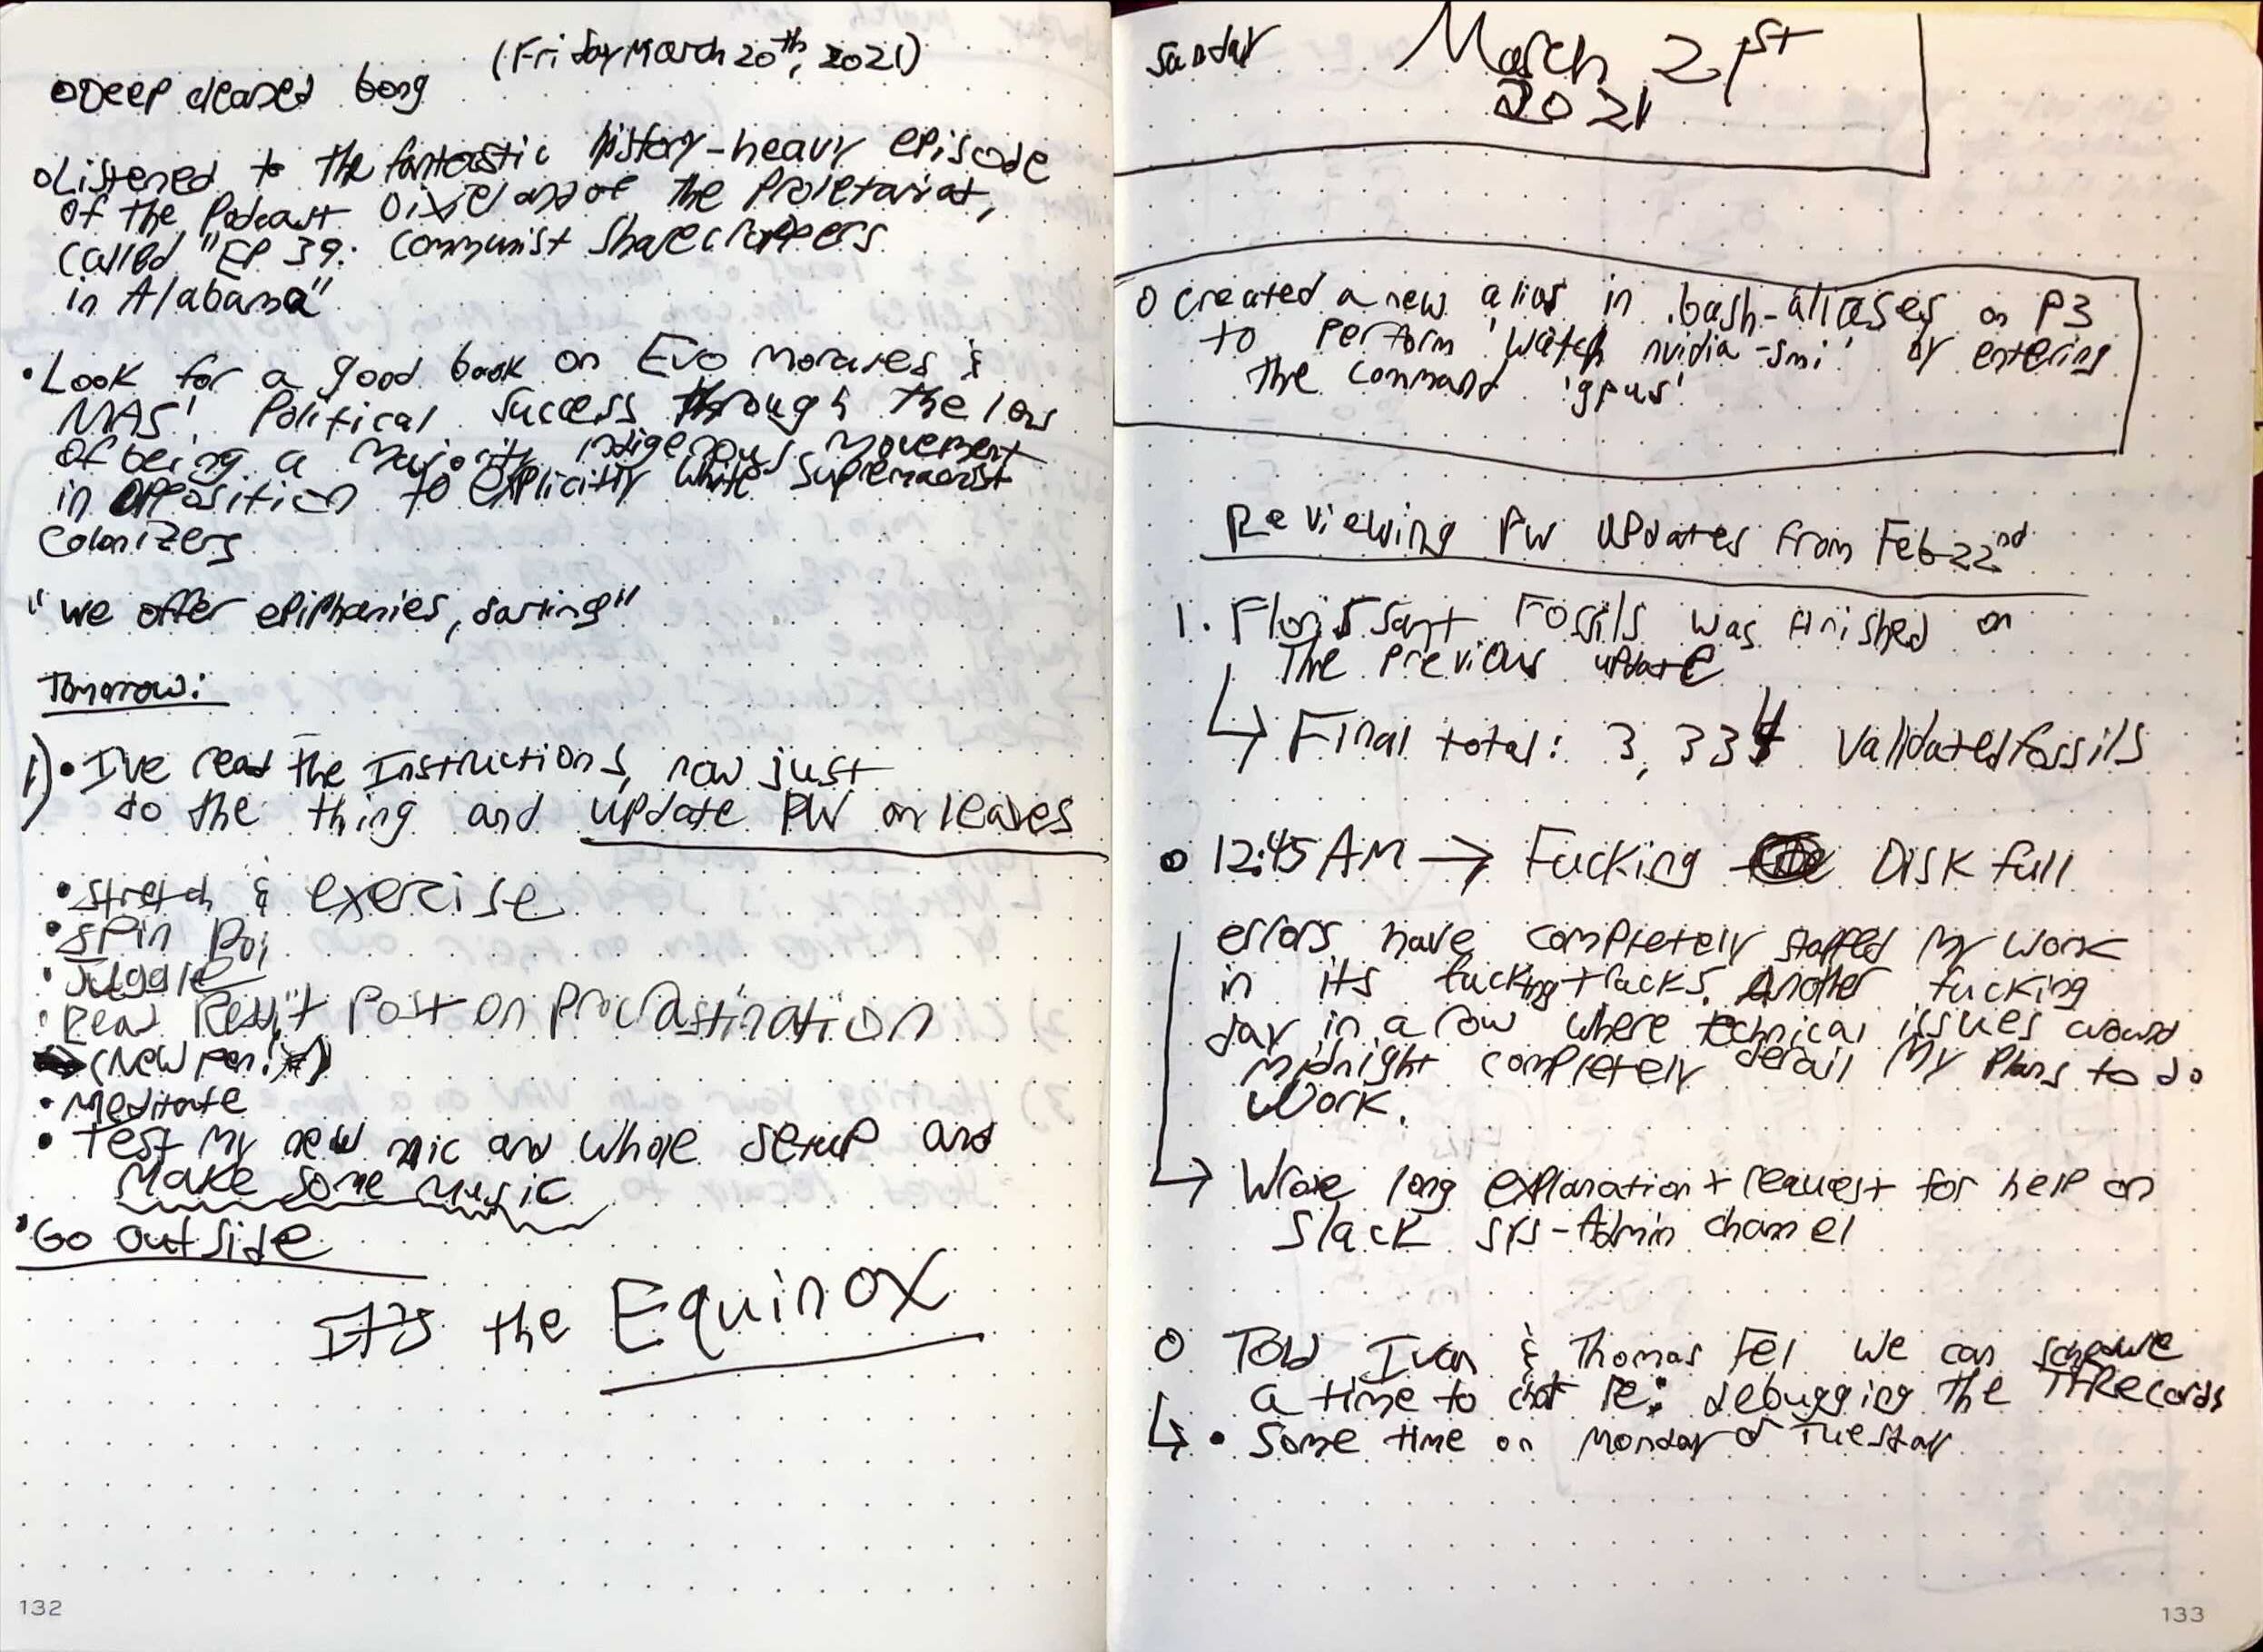 (Friday March 20th, 2021)
o Deep cleaned bong
o Listened to the fantastic history-heavy episode
of the Podcast Dixieland of the Proletariat,
called "EP 39: Communist Sharecroppers
in Alabama"
• Look for a good book on Evo Morales &
MAS' Political success through the lens
of being a Majority indigenous movement
in opposition to explicitly white supremacist
colonizers
"we offer epiphanies, darling"
Tomorrow:
1) • I've read the Instructions, now just
do the thing and update PW on leaves
• stretch & exercise
• spin Poi
• Juggle
• Read Reddit Post on Procrastination
(New pen!)
• Meditate
• Test my new mic and whole setup and
Make some music
• Go outside
It's the Equinox
132
Sunday March 21st
2021
o created a new alias in .bash-aliases on P3
to perform 'watch nvidia-smi' by entering
the command 'gpus'
Reviewing PW updates from Feb 22nd
1. Florissant Fossils was finished on
the previous update
↳ Final total: 3,334 validated fossils
o 12:45 AM → Fucking Disk full
errors have completely stopped my work
in its fucking tracks. Another fucking
day in a row where technical issues around
midnight completely derail my plans to do
work.
↳ Wrote long explanation + request for help on
Slack sys-Admin channel
o Told Ivan & Thomas Fel we can schedule
a time to chat re: debugging the TFRecords
↳ • Some time on Monday or Tuesday
133